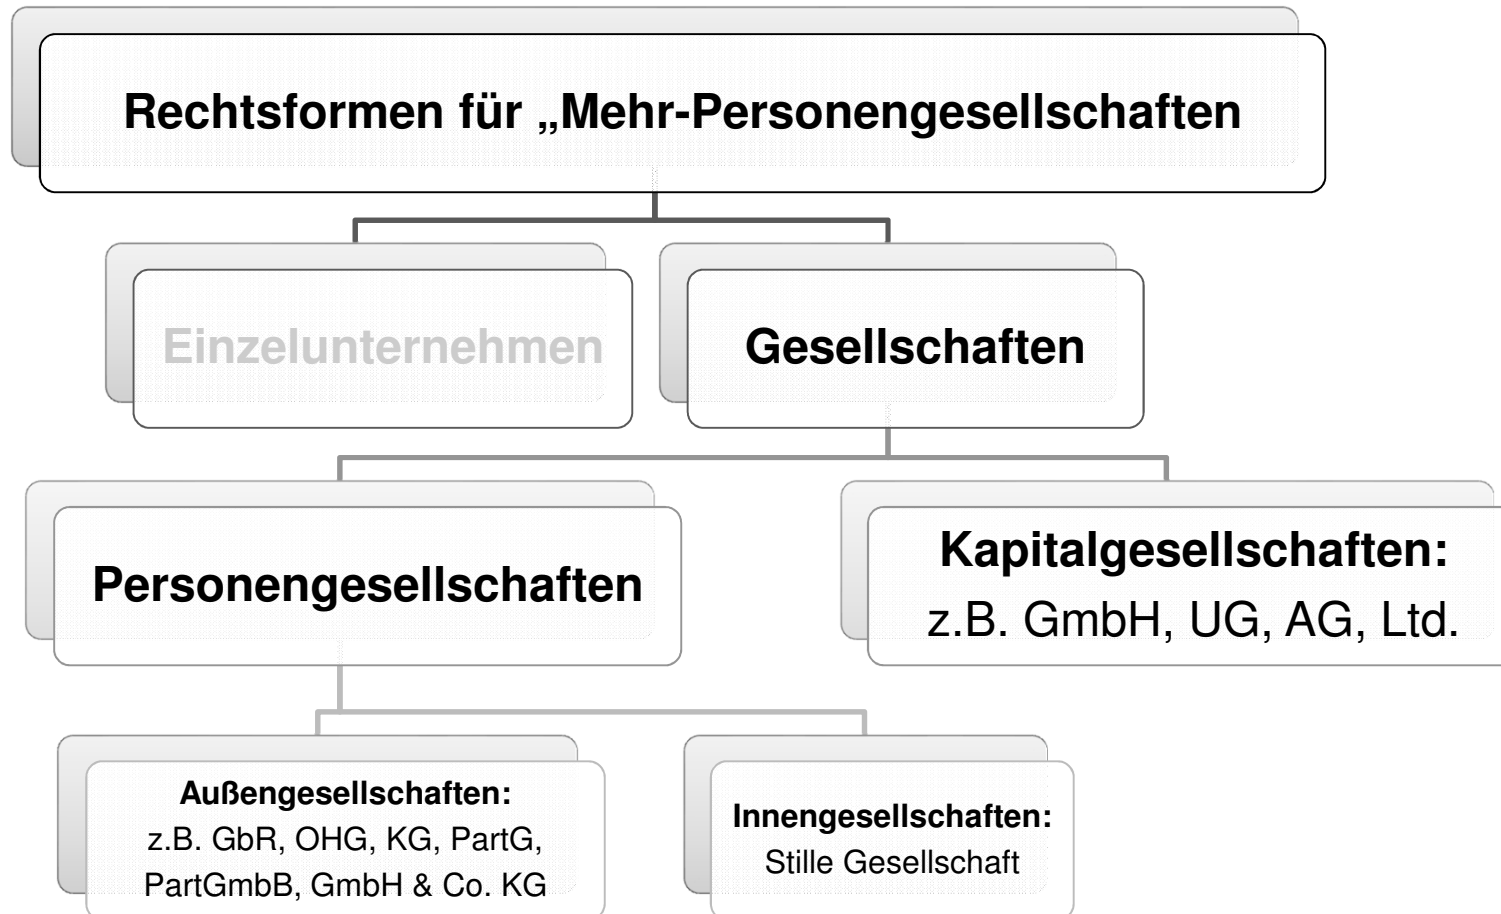 Rechtsformen für „Mehr-Personengesellschaften
Einzelunternehmen
Gesellschaften
Personengesellschaften
Kapitalgesellschaften:
z.B. GmbH, UG, AG, Ltd.
Außengesellschaften:
z.B. GbR, OHG, KG, PartG,
PartGmbB, GmbH & Co. KG
Innengesellschaften:
Stille Gesellschaft